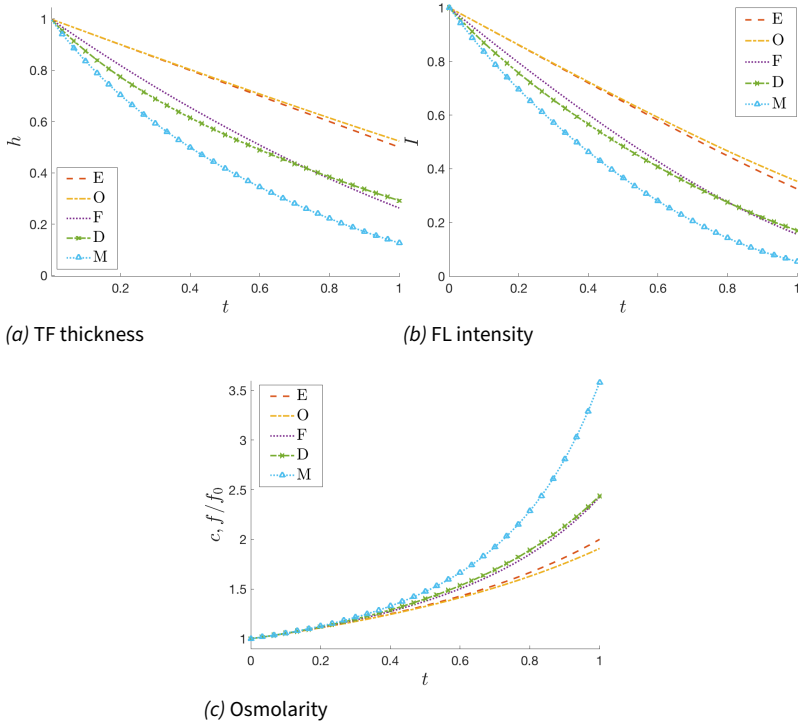 1
0.8
0.6
0.4
0.2
0
h
E
O
F
D
M
0.2 0.4 0.6 0.8 1
t
(a) TF thickness
1
0.8
0.6
0.4
0.2
0
I
E
O
F
D
M
0 0.2 0.4 0.6 0.8 1
t
(b) FL intensity
3.5
3
2.5
2
1.5
1
c, f/f₀
E
O
F
D
M
0 0.2 0.4 0.6 0.8 1
t
(c) Osmolarity